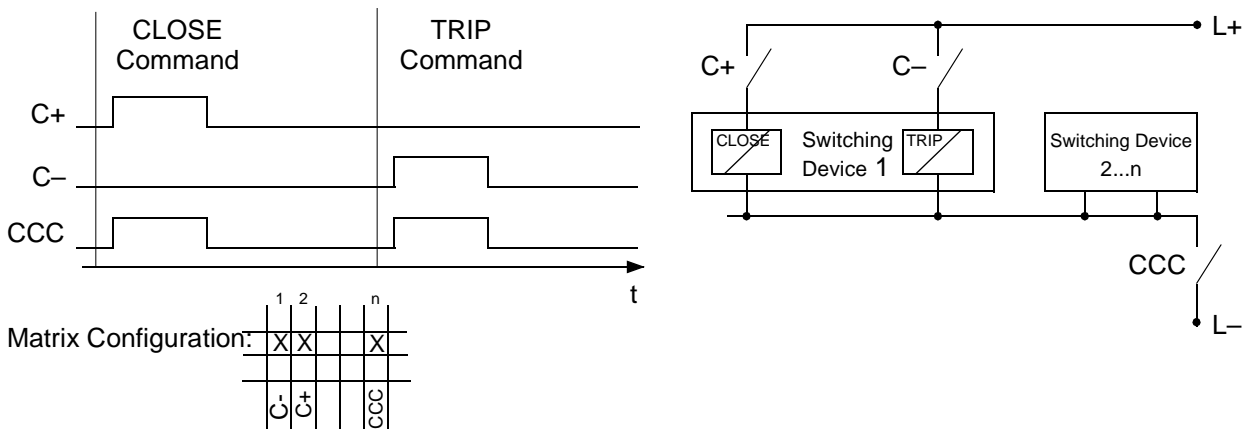 CLOSE
Command
TRIP
Command
C+
C–
CCC
t
Matrix Configuration:
1 2 n
X X X
C- C+ CCC
L+
C+
C–
CLOSE
Switching
Device 1
TRIP
Switching Device
2...n
CCC
L–